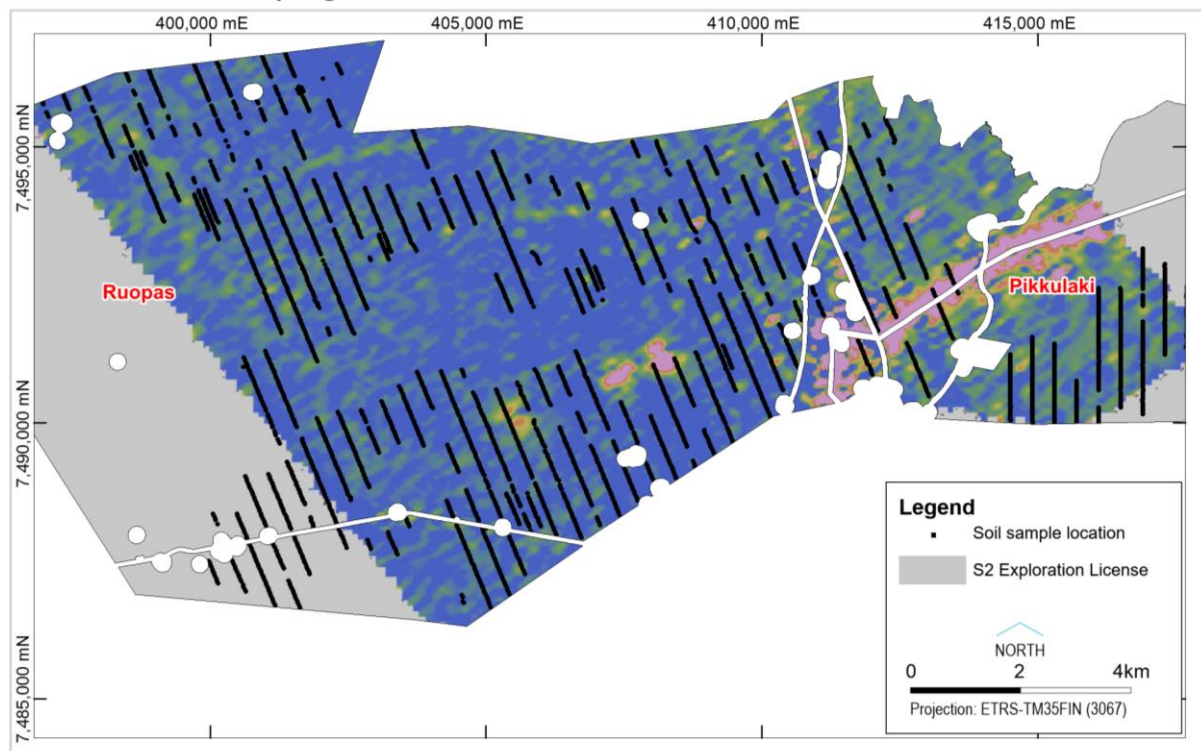 400,000 mE
405,000 mE
410,000 mE
415,000 mE
7,495,000 mN
7,490,000 mN
7,485,000 mN
Ruopas
Pikkulaki
Legend
Soil sample location
S2 Exploration License
NORTH
0 2 4km
Projection: ETRS-TM35FIN (3067)